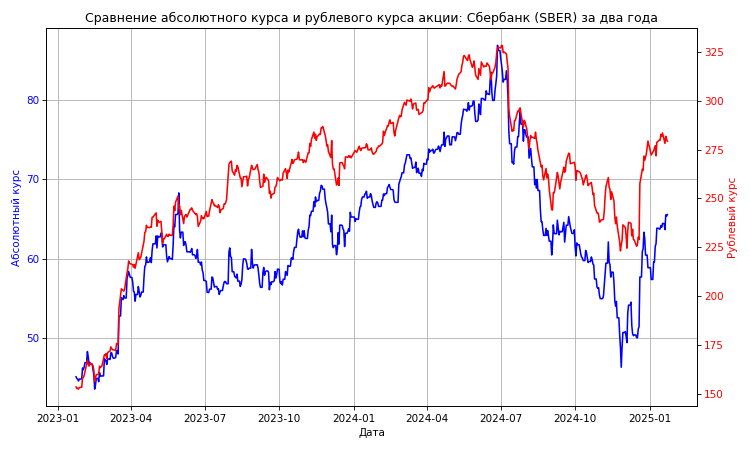 Сравнение абсолютного курса и рублевого курса акции: Сбербанк (SBER) за два года
Абсолютный курс
80
70
60
50
325
300
275
250
225
200
175
150
Рублевый курс
2023-01 2023-04 2023-07 2023-10 2024-01 2024-04 2024-07 2024-10 2025-01
Дата